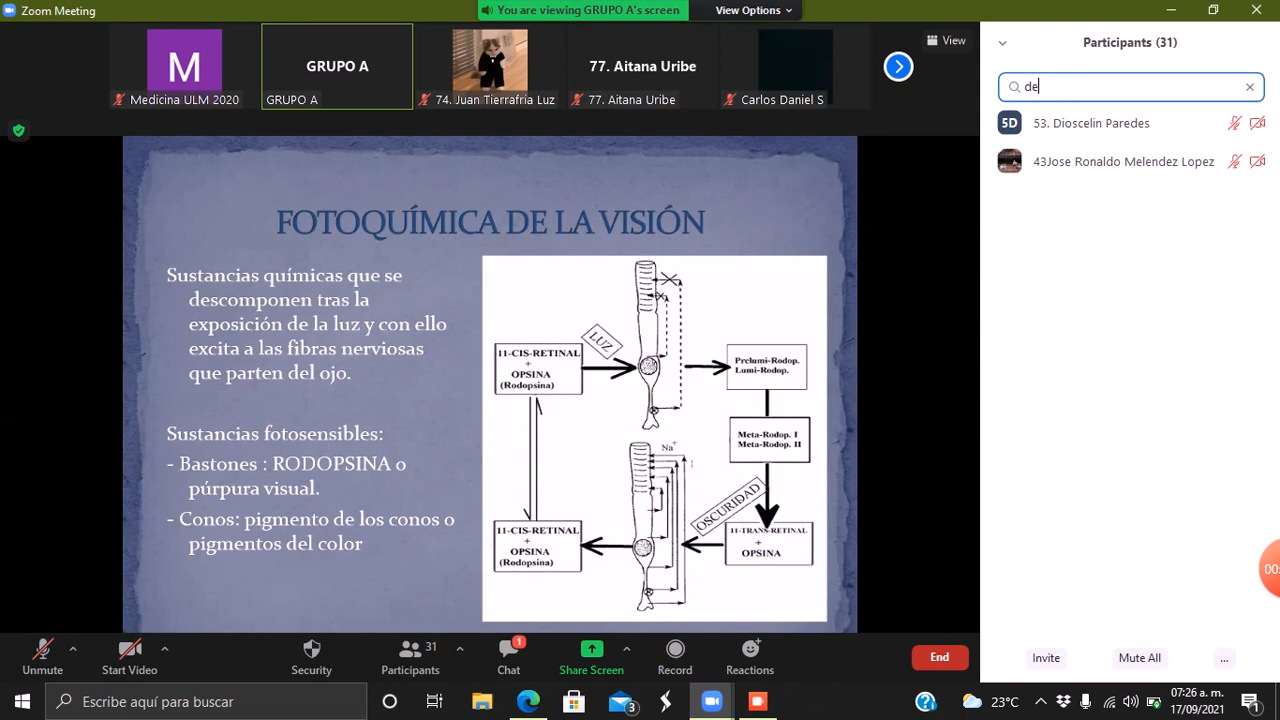 Zoom Meeting
You are viewing GRUPO A's screen
View Options
M
Medicina ULM 2020
GRUPO A
GRUPO A
74. Juan Tierrafria Luz
77. Aitana Uribe
77. Aitana Uribe
Carlos Daniel S
View
Participants (31)
de
5D 53. Dioscelin Paredes
43Jose Ronaldo Melendez Lopez
FOTOQUÍMICA DE LA VISIÓN
Sustancias químicas que se
descomponen tras la
exposición de la luz y con ello
excita a las fibras nerviosas
que parten del ojo.
Sustancias fotosensibles:
- Bastones : RODOPSINA o
púrpura visual.
- Conos: pigmento de los conos o
pigmentos del color
11-CIS-RETINAL
+
OPSINA
(Rodopsina)
LUZ
Prelumi-Rodop.
Lumi-Rodop.
Meta-Rodop. I
Meta-Rodop. II
Na+
OSCURIDAD
11-TRANS-RETINAL
+
OPSINA
11-CIS-RETINAL
+
OPSINA
(Rodopsina)
Unmute
Start Video
Security
31
Participants
1
Chat
Share Screen
Record
Reactions
End
Invite
Mute All
...
00:
Escribe aquí para buscar
3
23°C
07:26 a. m.
17/09/2021
1